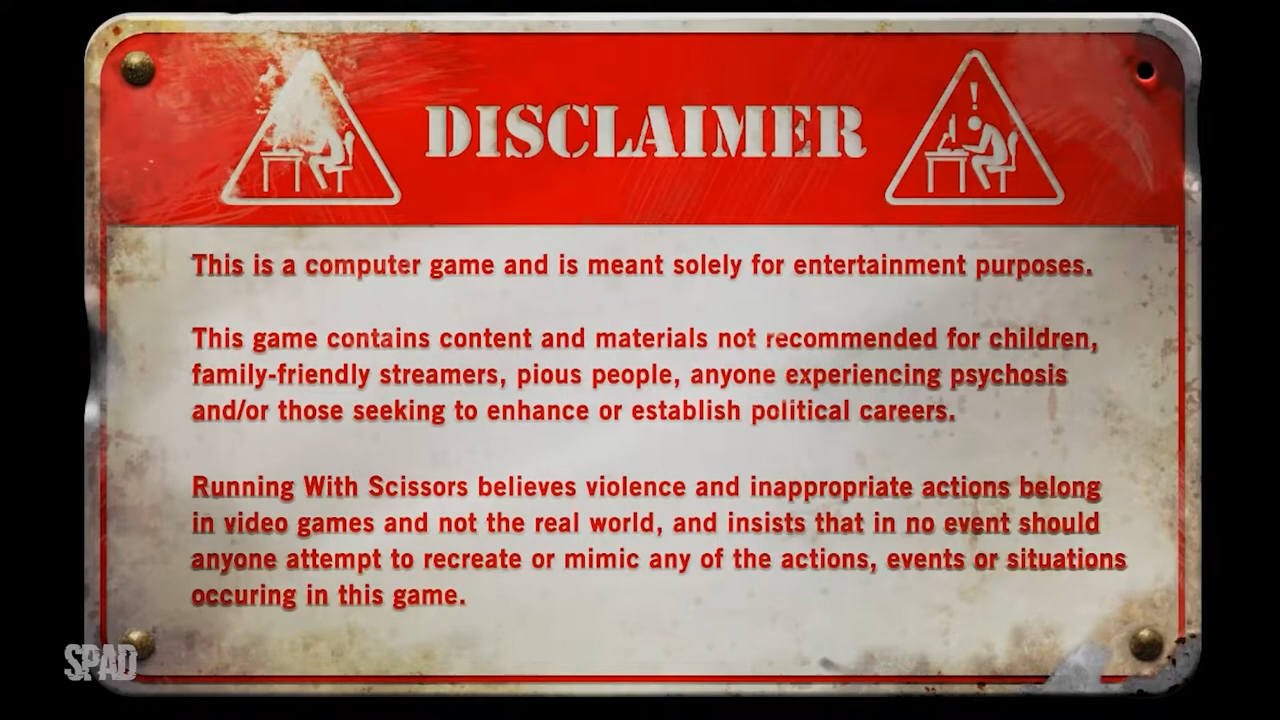 DISCLAIMER
This is a computer game and is meant solely for entertainment purposes.
This game contains content and materials not recommended for children,
family-friendly streamers, pious people, anyone experiencing psychosis
and/or those seeking to enhance or establish political careers.
Running With Scissors believes violence and inappropriate actions belong
in video games and not the real world, and insists that in no event should
anyone attempt to recreate or mimic any of the actions, events or situations
occuring in this game.
SPAD